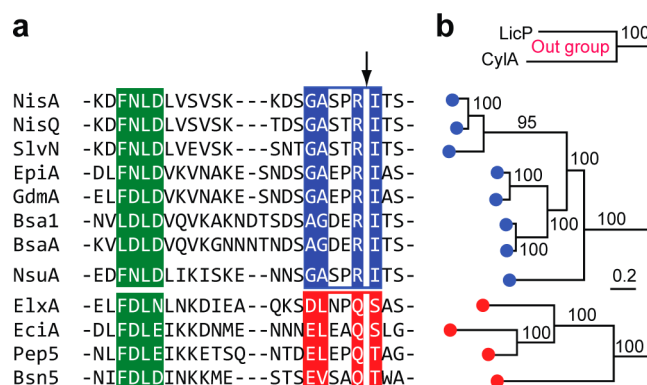 a
NisA -KDFNLDLVSVSK---KDSGASPRITS-
NisQ -KDFNLDLVSVSK---TDSGASTRITS-
SlvN -KDFNLDLVEVSK---SNTGASTRITS-
EpiA -DLFNLDVKVNAKE-SNDSGAEPRIAS-
GdmA -ELFDLDVKVNAKE-SNDSGAEPRIAS-
Bsa1 -NVLDLDVQVKAKNDTSDSAGDERITS-
BsaA -KVLDLDVQVKGNNNTNDSAGDERITS-
NsuA -EDFNLDLIKISKE--NNSGASPRITS-
ElxA -ELFDLNLNKDIEA--QKSDLNPQSAS-
EciA -DLFDLEIKKDNME--NNNELEAQSLG-
Pep5 -NLFDLEIKKETSQ--NTDELEPQTAG-
Bsn5 -NIFDLEINKKME---STSEVSAQTWA-
b
LicP
Out group
CylA
100
100
95
100
100
100
100
100
0.2
100
100
100